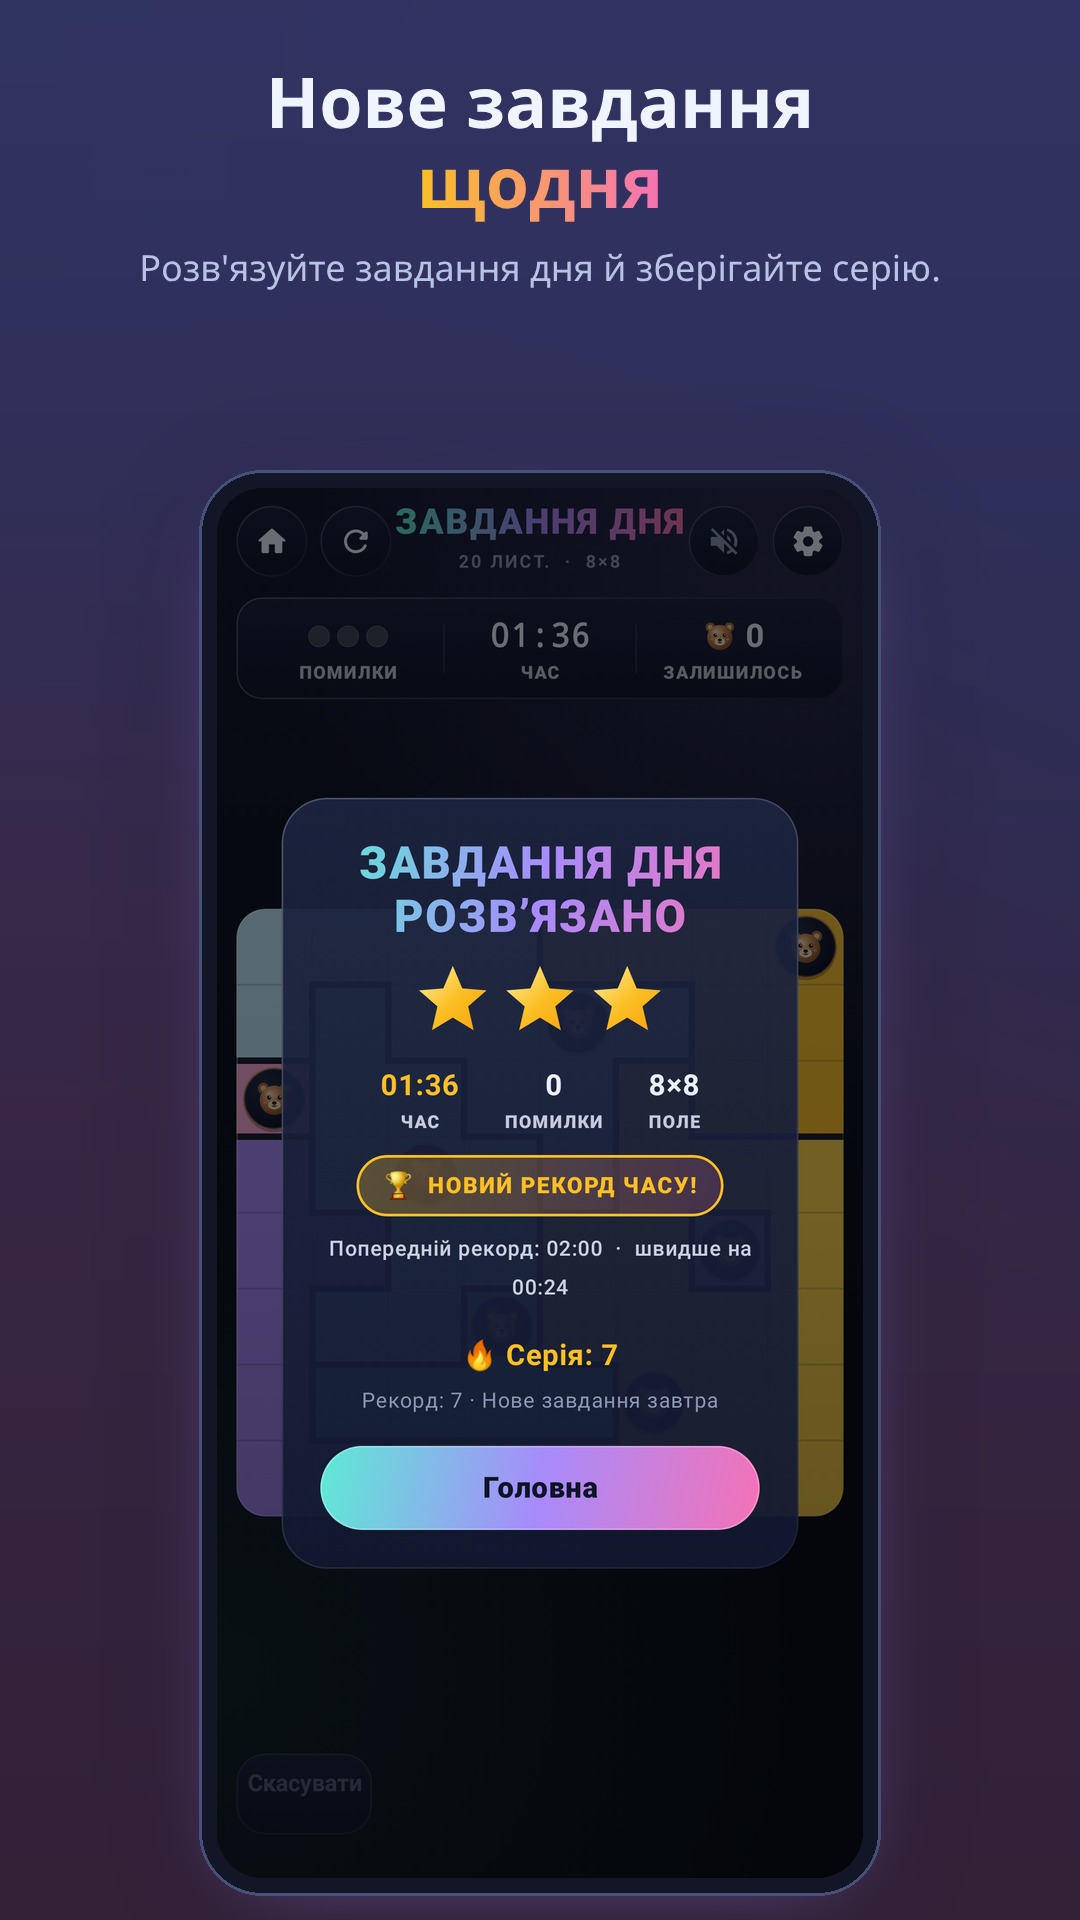 Нове завдання
щодня
Розв'язуйте завдання дня й зберігайте серію.
ЗАВДАННЯ ДНЯ
20 ЛИСТ. · 8×8
01:36
0
ПОМИЛКИ
ЧАС
ЗАЛИШИЛОСЬ
ЗАВДАННЯ ДНЯ
РОЗВ’ЯЗАНО
01:36
0
8×8
ЧАС
ПОМИЛКИ
ПОЛЕ
НОВИЙ РЕКОРД ЧАСУ!
Попередній рекорд: 02:00 · швидше на
00:24
Серія: 7
Рекорд: 7 · Нове завдання завтра
Головна
Скасувати